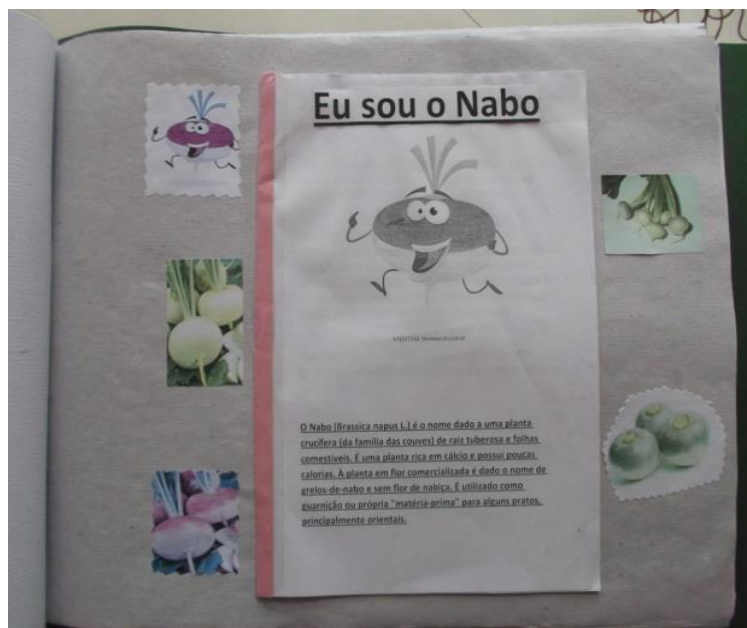 Eu sou o Nabo
O Nabo (Brassica napus L.) é o nome dado a uma planta
crucífera (da família das couves) de raiz tuberosa e folhas
comestíveis. É uma planta rica em cálcio e possui poucas
calorias. À planta em flor comercializada é dado o nome de
grelos-de-nabo e sem flor de nabiça. É utilizado como
guarnição ou própria "matéria-prima" para alguns pratos,
principalmente orientais.